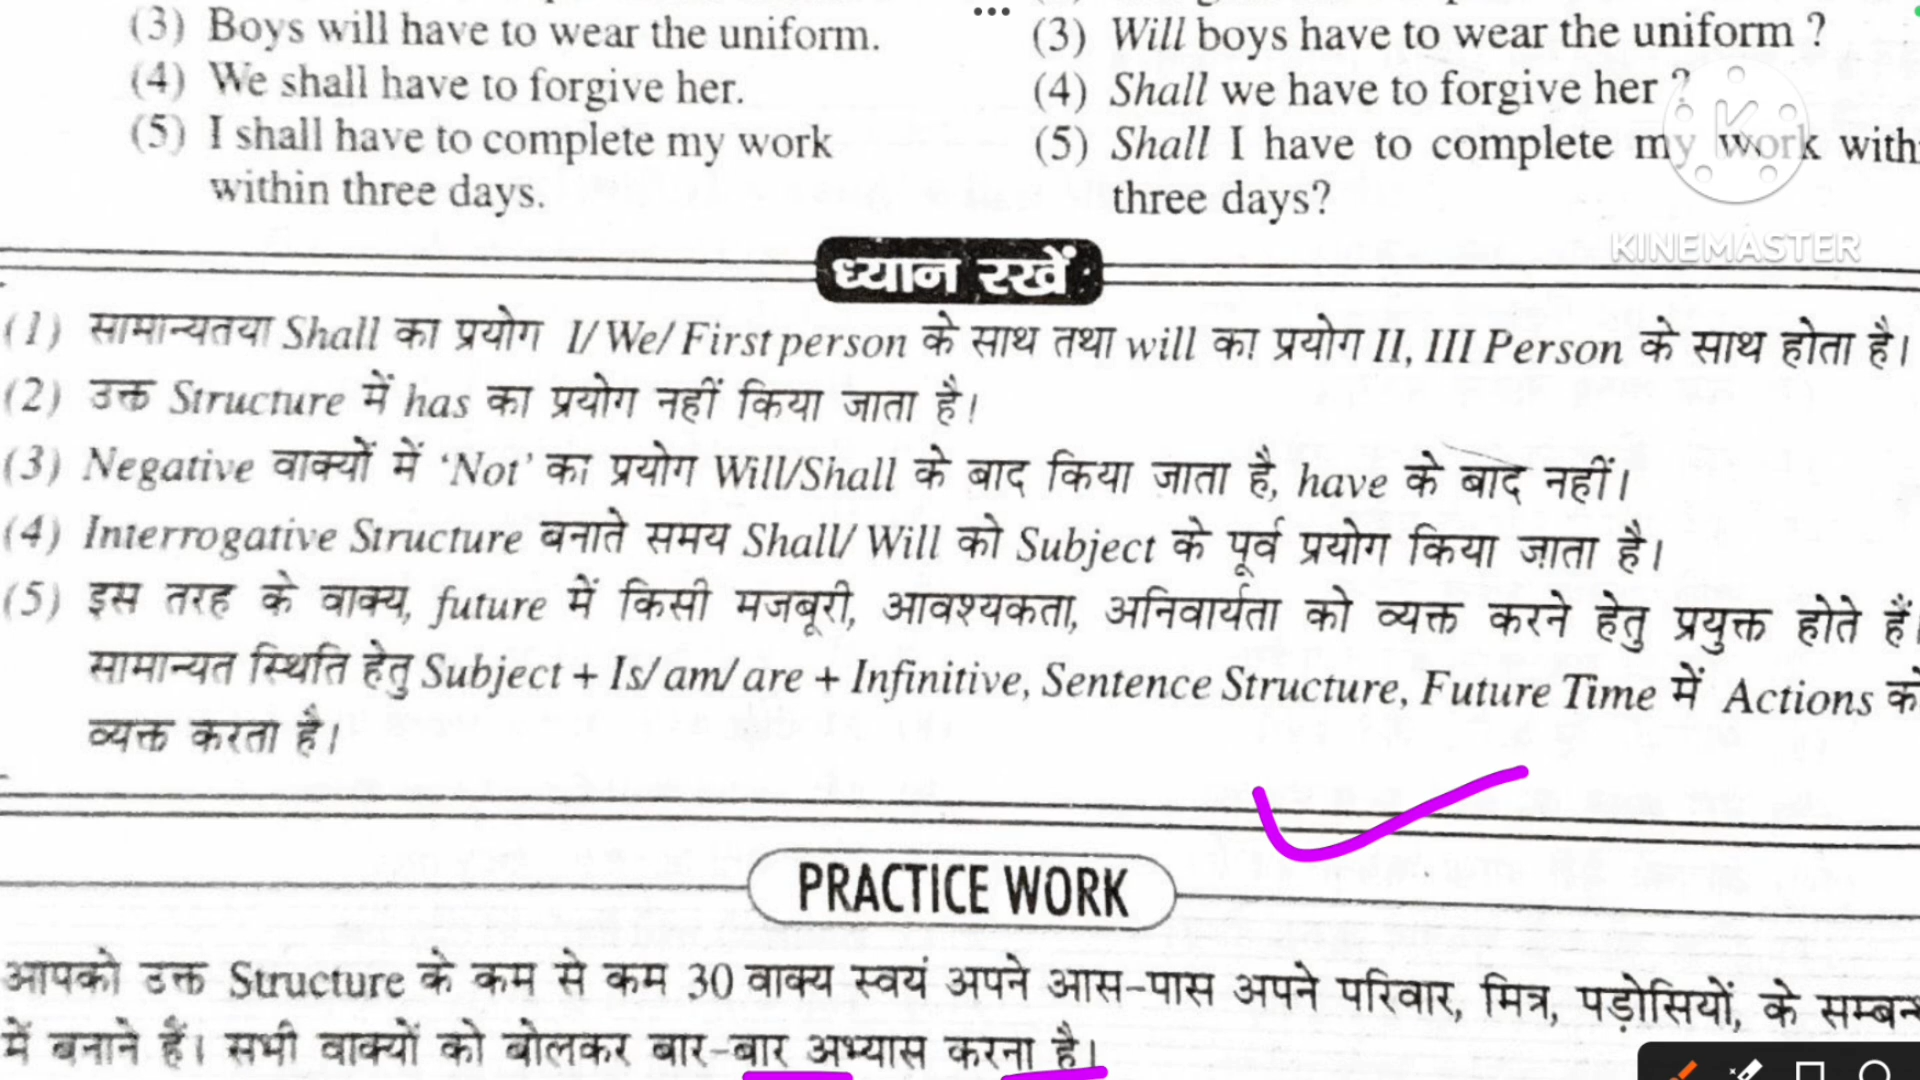 (3) Boys will have to wear the uniform.
(3) Will boys have to wear the uniform ?
(4) We shall have to forgive her.
(4) Shall we have to forgive her ?
(5) I shall have to complete my work
within three days.
(5) Shall I have to complete my work with
three days?
KINEMASTER
ध्यान रखें :
(1) सामान्यतया Shall का प्रयोग I/We/First person के साथ तथा will का प्रयोग II, III Person के साथ होता है।
(2) उक्त Structure में has का प्रयोग नहीं किया जाता है।
(3) Negative वाक्यों में 'Not' का प्रयोग Will/Shall के बाद किया जाता है, have के बाद नहीं।
(4) Interrogative Structure बनाते समय Shall/ Will को Subject के पूर्व प्रयोग किया जाता है।
(5) इस तरह के वाक्य, future में किसी मजबूरी, आवश्यकता, अनिवार्यता को व्यक्त करने हेतु प्रयुक्त होते हैं।
सामान्यत स्थिति हेतु Subject + Is/am/are + Infinitive, Sentence Structure, Future Time में Actions को
व्यक्त करता है।
PRACTICE WORK
आपको उक्त Structure के कम से कम 30 वाक्य स्वयं अपने आस-पास अपने परिवार, मित्र, पड़ोसियों, के सम्बन्ध
में बनाने हैं। सभी वाक्यों को बोलकर बार-बार अभ्यास करना है।